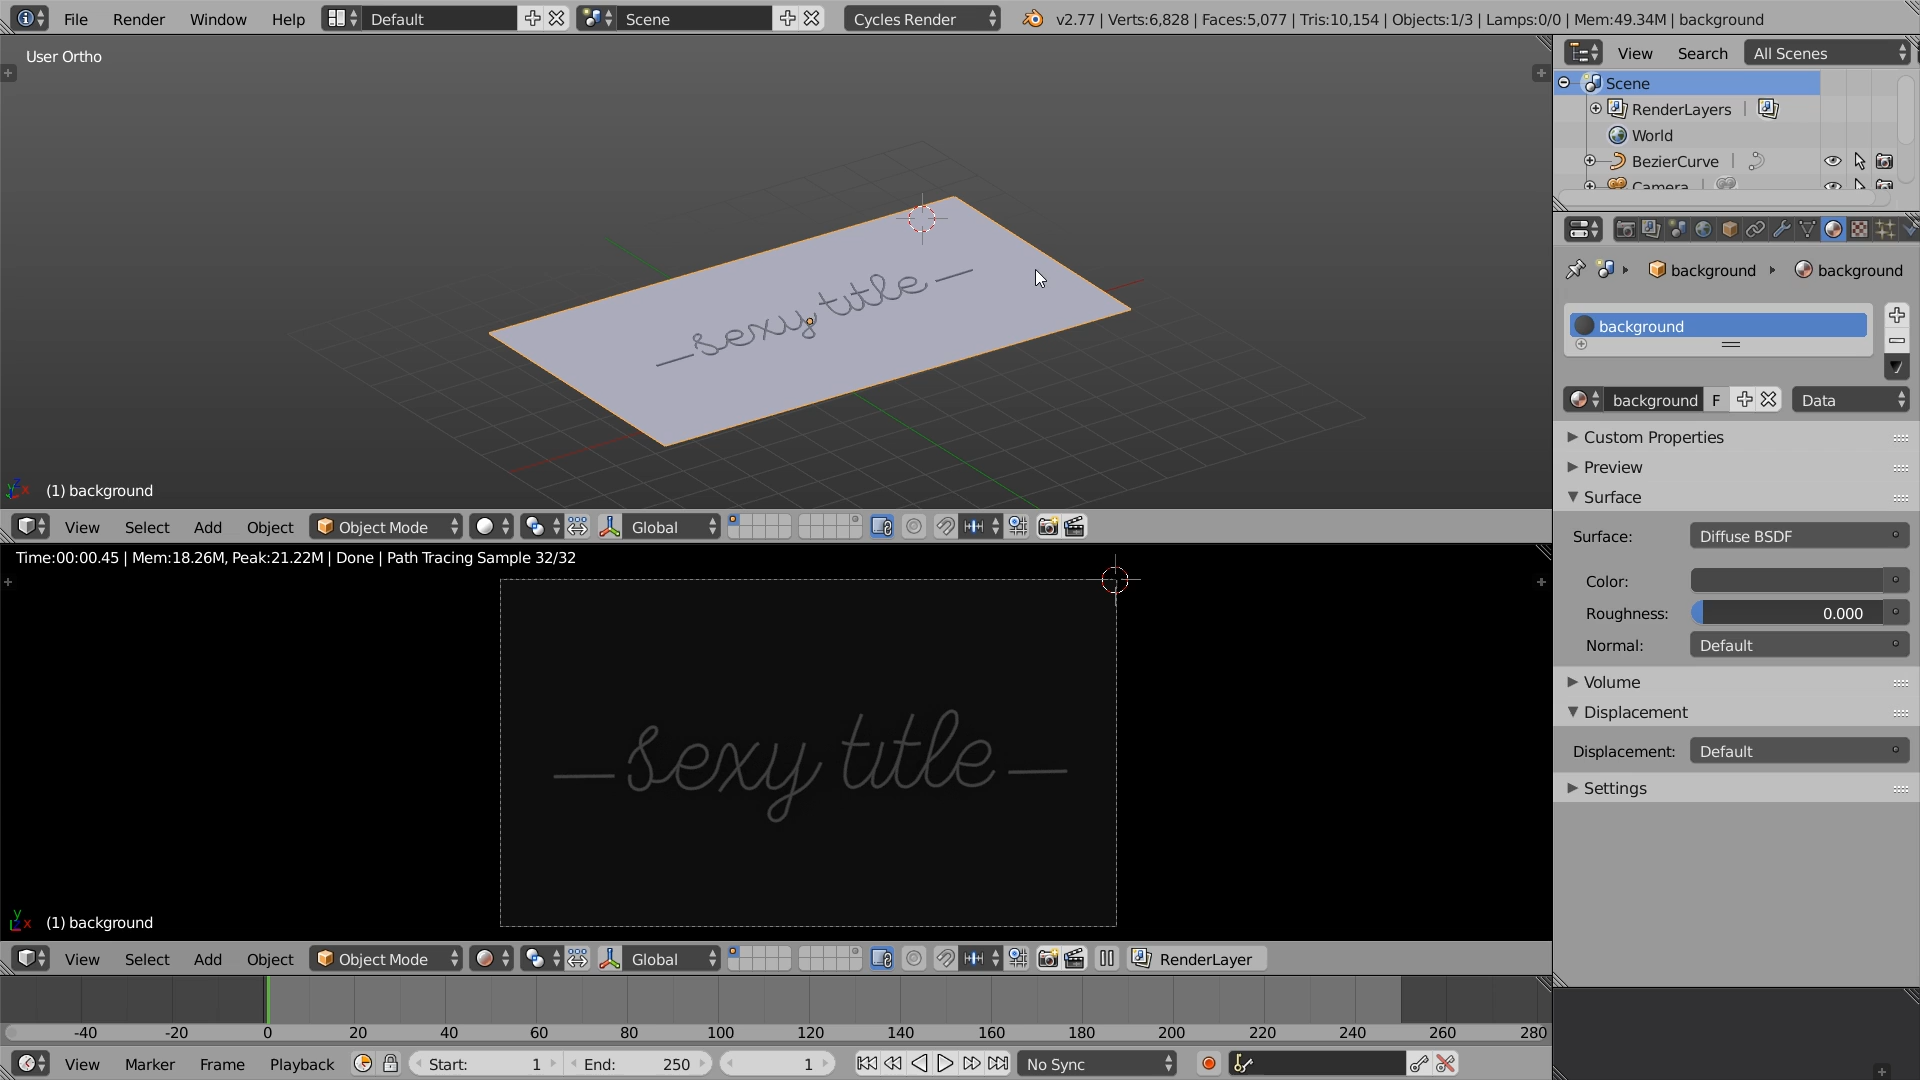 File Render Window Help Default Scene Cycles Render v2.77 | Verts:6,828 | Faces:5,077 | Tris:10,154 | Objects:1/3 | Lamps:0/0 | Mem:49.34M | background
User Ortho
sexy title
(1) background
View Select Add Object Object Mode Global
Time:00:00.45 | Mem:18.26M, Peak:21.22M | Done | Path Tracing Sample 32/32
sexy title
(1) background
View Select Add Object Object Mode Global RenderLayer
-40 -20 0 20 40 60 80 100 120 140 160 180 200 220 240 260 280
View Marker Frame Playback Start: 1 End: 250 1 No Sync
View Search All Scenes
Scene
RenderLayers |
World
BezierCurve |
Camera
background background
background
background F Data
Custom Properties
Preview
Surface
Surface: Diffuse BSDF
Color:
Roughness: 0.000
Normal: Default
Volume
Displacement
Displacement: Default
Settings